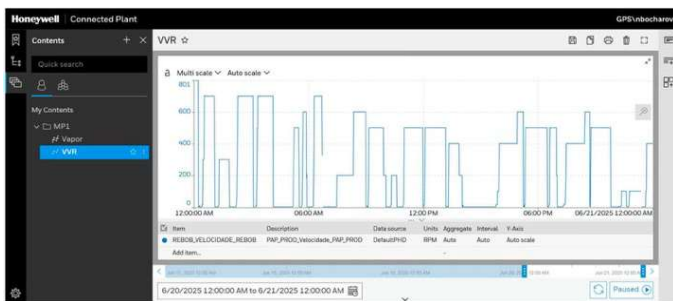 Honeywell | Connected Plant
GPS\nbocharov
Contents
VVR
Quick search
a Multi scale Auto scale
My Contents
MP1
Vapor
VVR
801
600
400
200
0
12:00:00 AM 06:00 AM 12:00 PM 06:00 PM 06/21/2025 12:00:00 AM
Item Description Data source Units Aggregate Interval Y-Axis
REBOB_VELOCIDADE_REBOB PAP_PROD_Velocidade_PAP_PROD DefaultPHD RPM Auto Auto Auto scale
Add item... -
6/20/2025 12:00:00 AM to 6/21/2025 12:00:00 AM
Paused